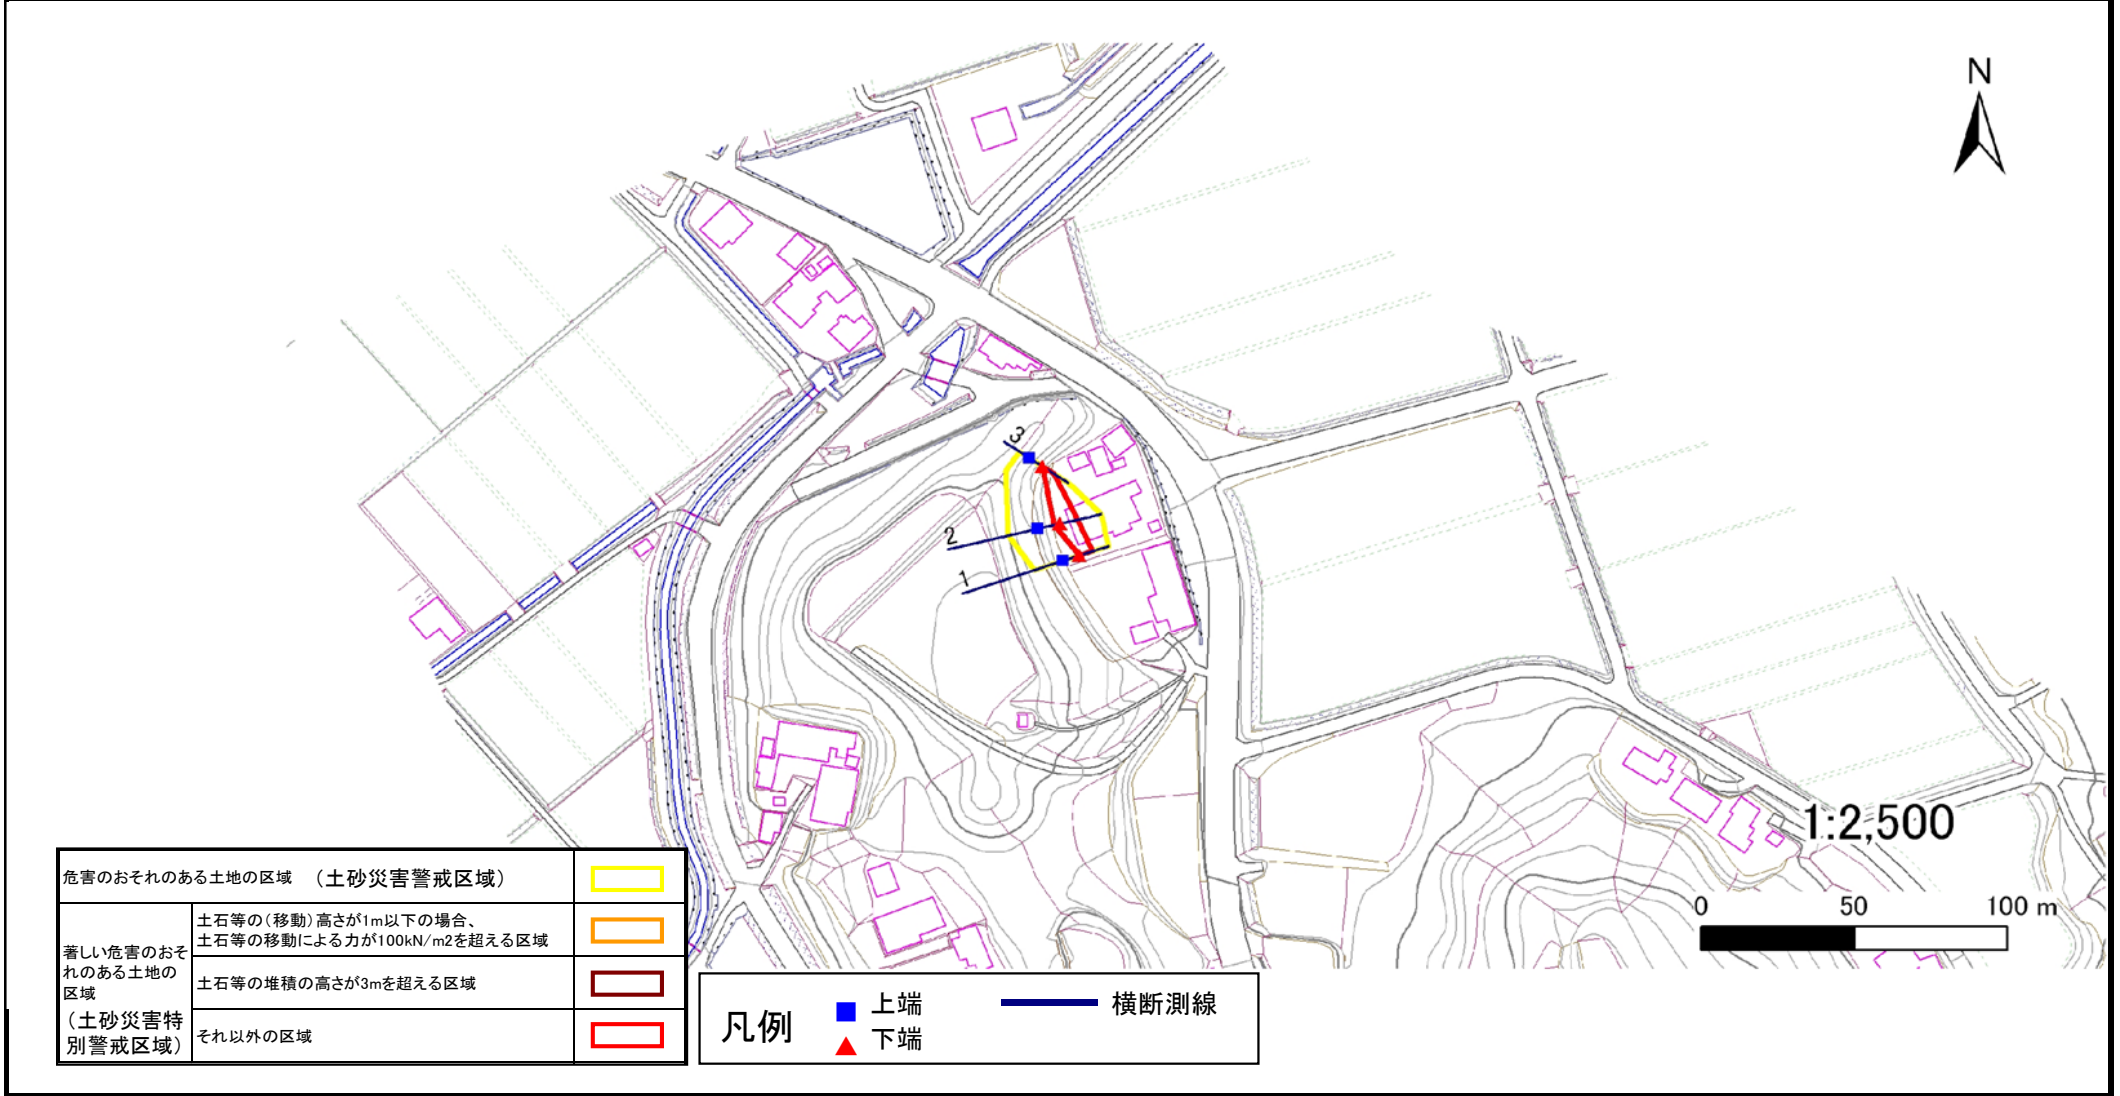 N
3
2
1
1:2,500
0 50 100 m
危害のおそれのある土地の区域 （土砂災害警戒区域）
著しい危害のおそ
れのある土地の
区域
（土砂災害特
別警戒区域）
土石等の（移動）高さが1m以下の場合、
土石等の移動による力が100kN/m2を超える区域
土石等の堆積の高さが3mを超える区域
それ以外の区域
凡例
上端
下端
横断測線